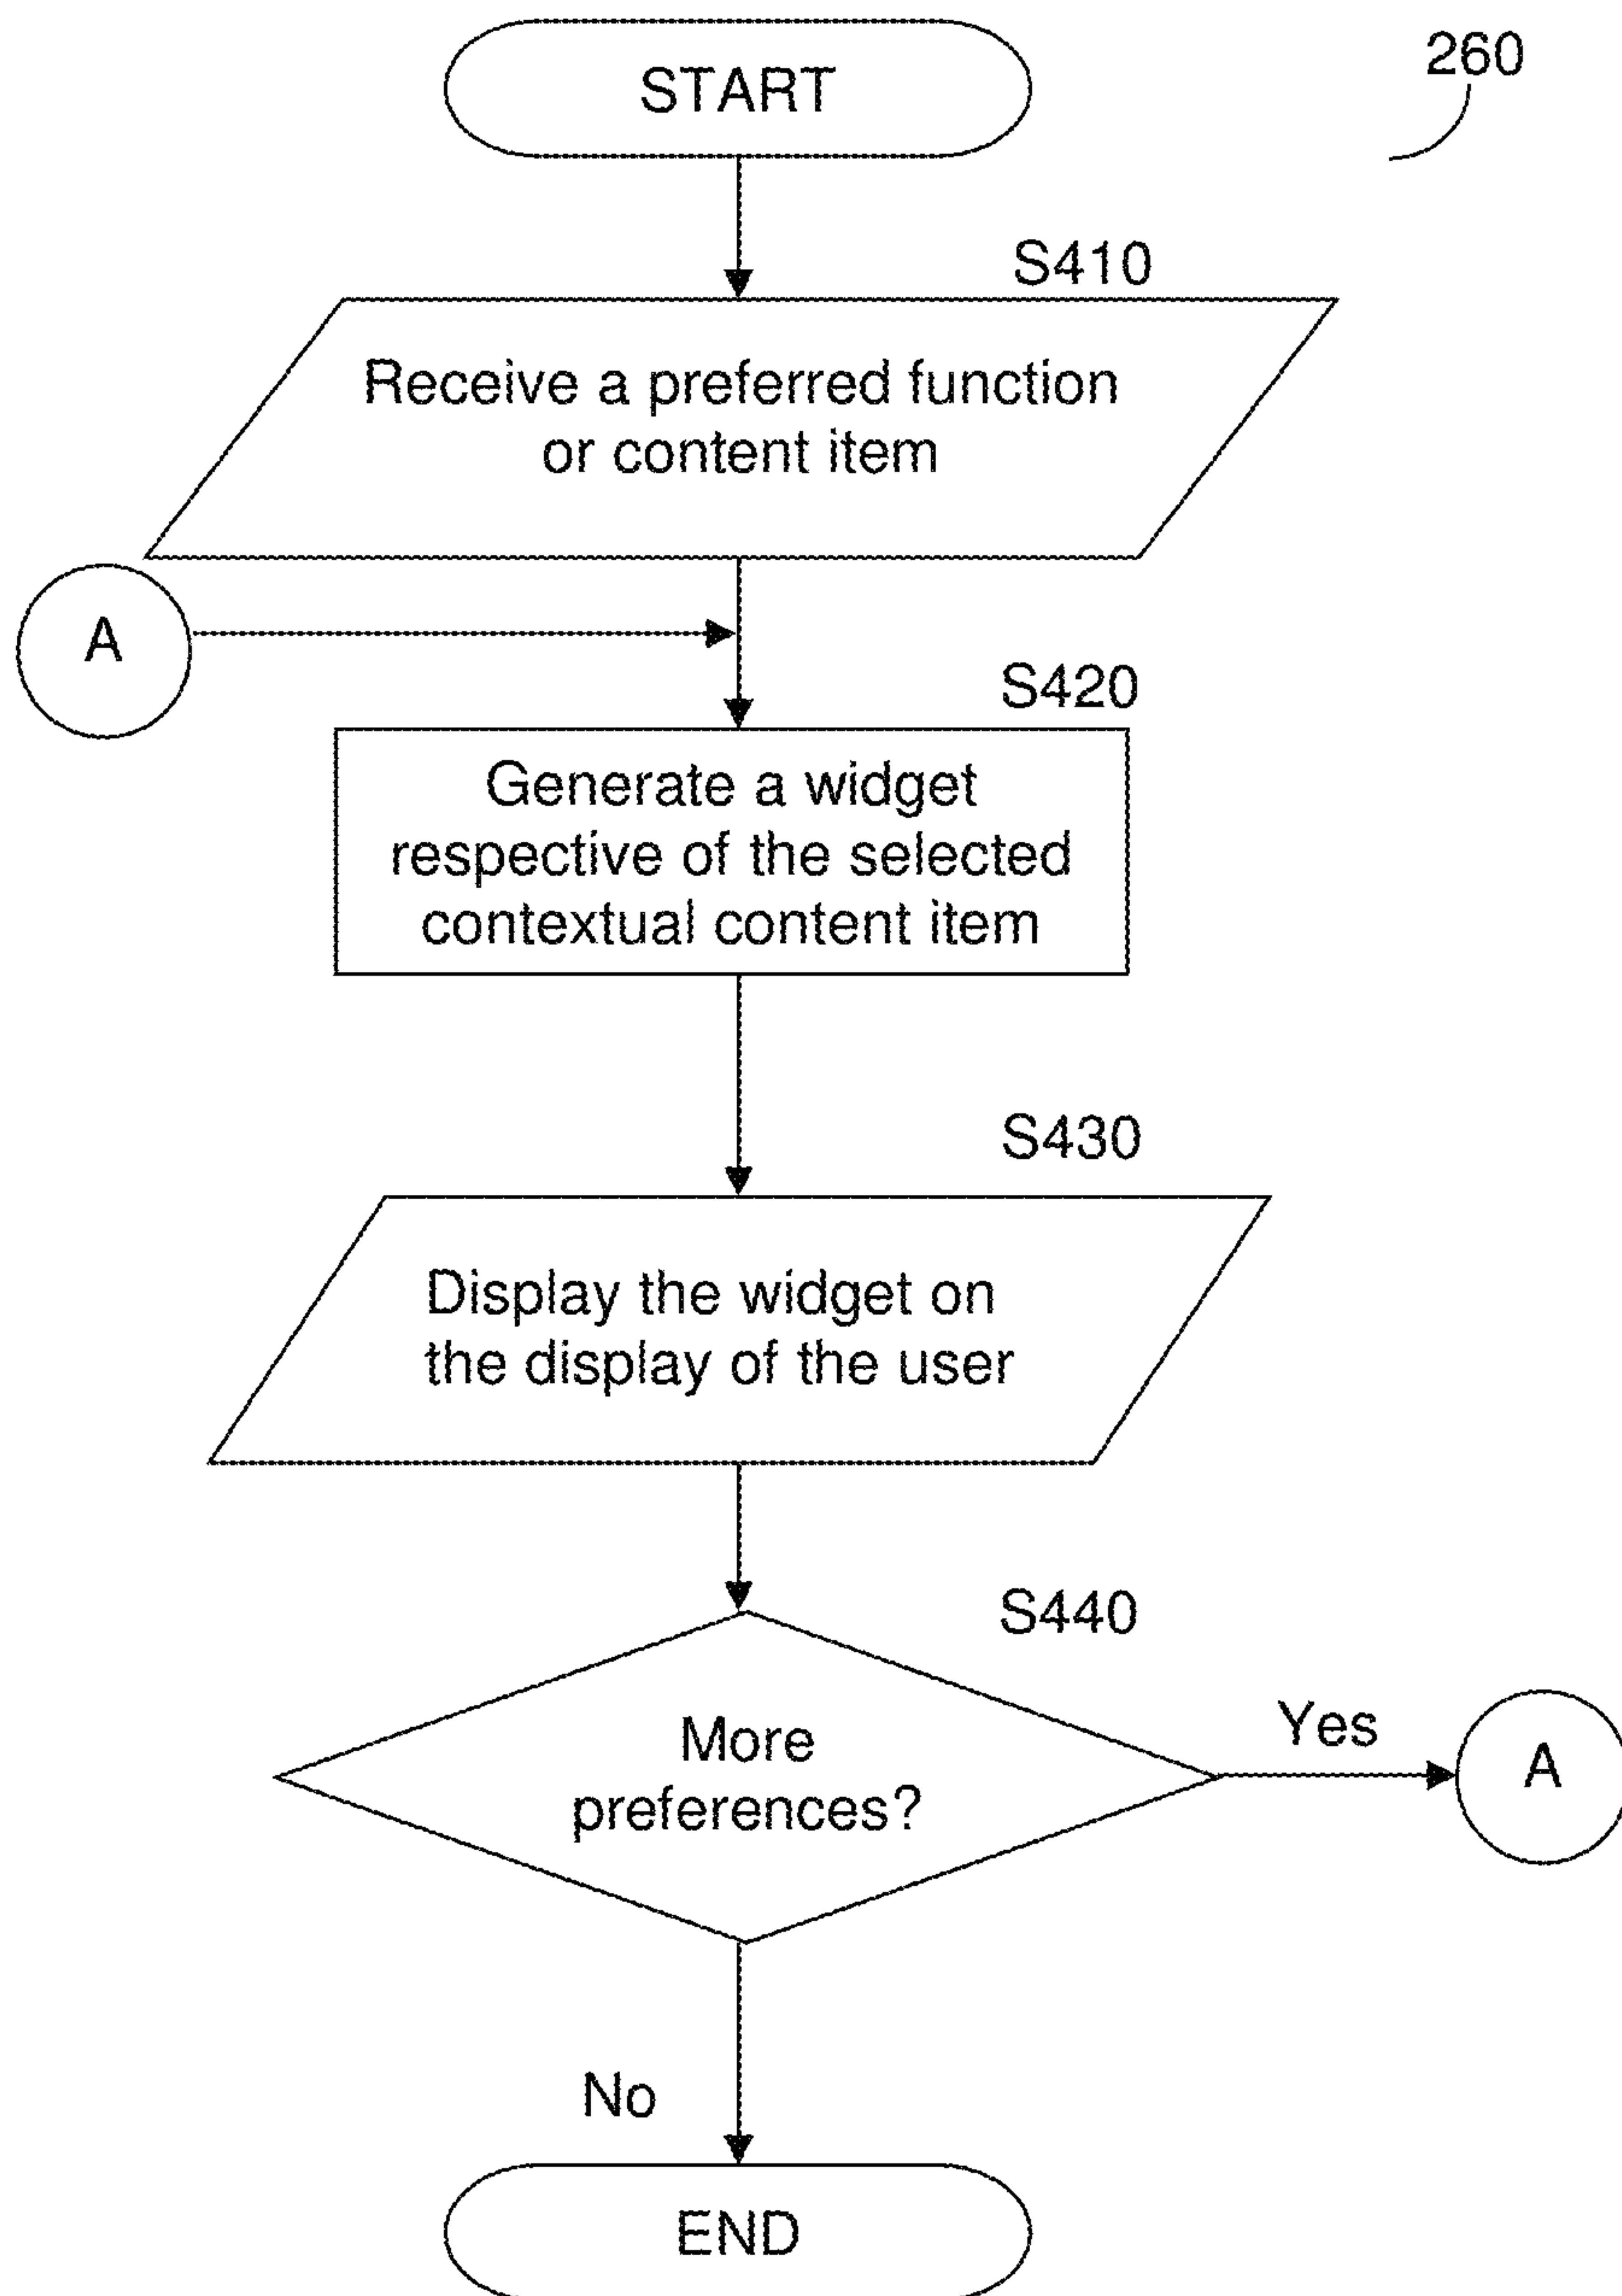 START
260
S410
Receive a preferred function
or content item
A
S420
Generate a widget
respective of the selected
contextual content item
S430
Display the widget on
the display of the user
S440
More
preferences?
Yes
A
No
END